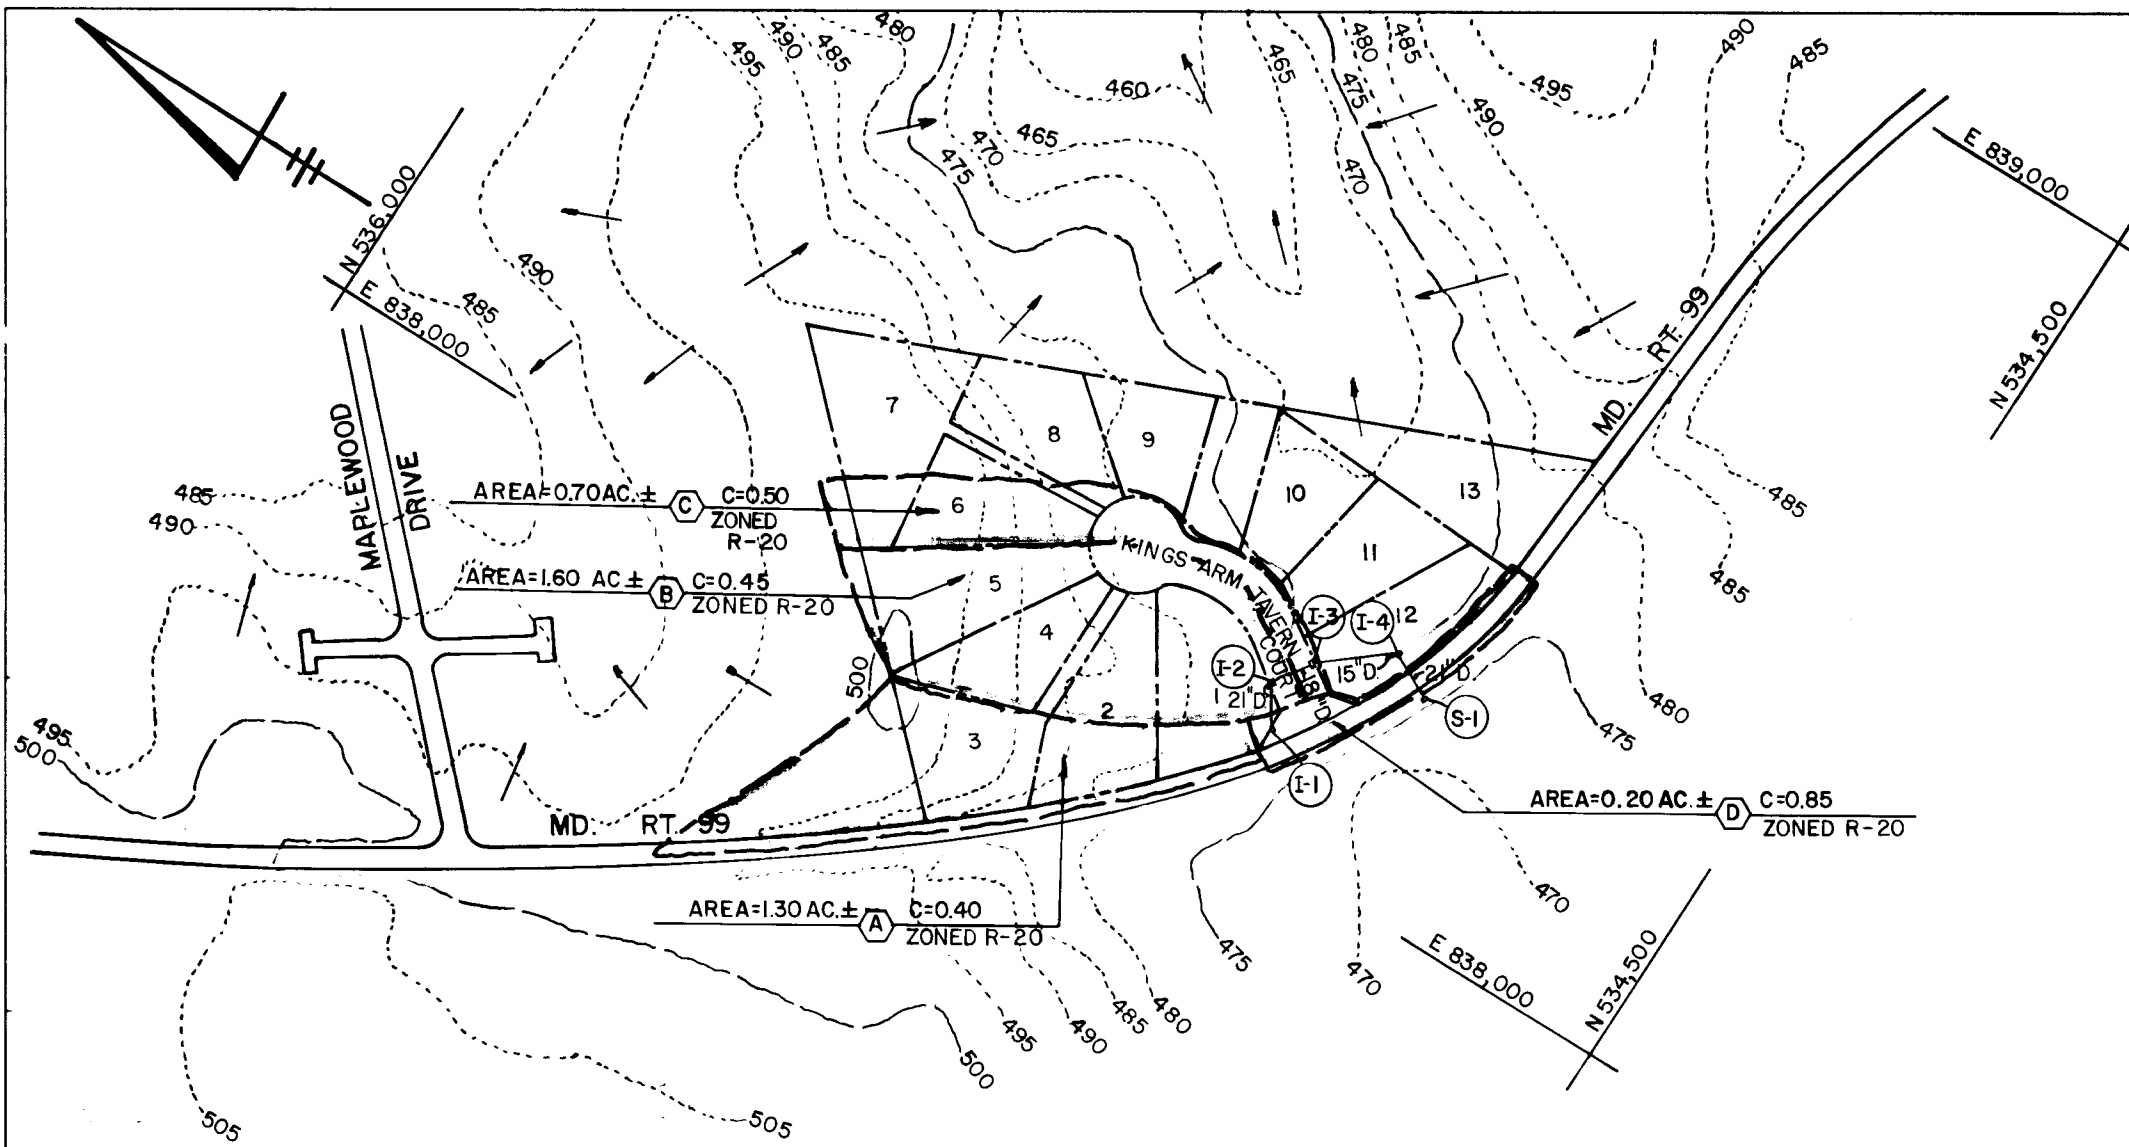 480
490
485
495
460
465
480
485
475
490
495
490
485
465
470
475
470
E 839,000
N 536,000
E 838,000
485
490
N 534,500
MD. RT. 99
MAPLEWOOD
DRIVE
485
490
7
8
9
10
13
11
12
6
5
4
2
3
AREA=0.70 AC. ± C C=0.50
ZONED
R-20
AREA=1.60 AC ± B C=0.45
ZONED R-20
KINGS ARM
TAVERN
COURT
I-3
I-4
I-2
21"D.
18"D
15"D.
21"D.
S-1
I-1
485
485
480
475
500
495
500
MD. RT. 99
AREA=0.20 AC. ± D C=0.85
ZONED R-20
AREA=1.30 AC. ± A C=0.40
ZONED R-20
470
475
470
E 838,000
N 534,500
480
485
490
495
500
505
505